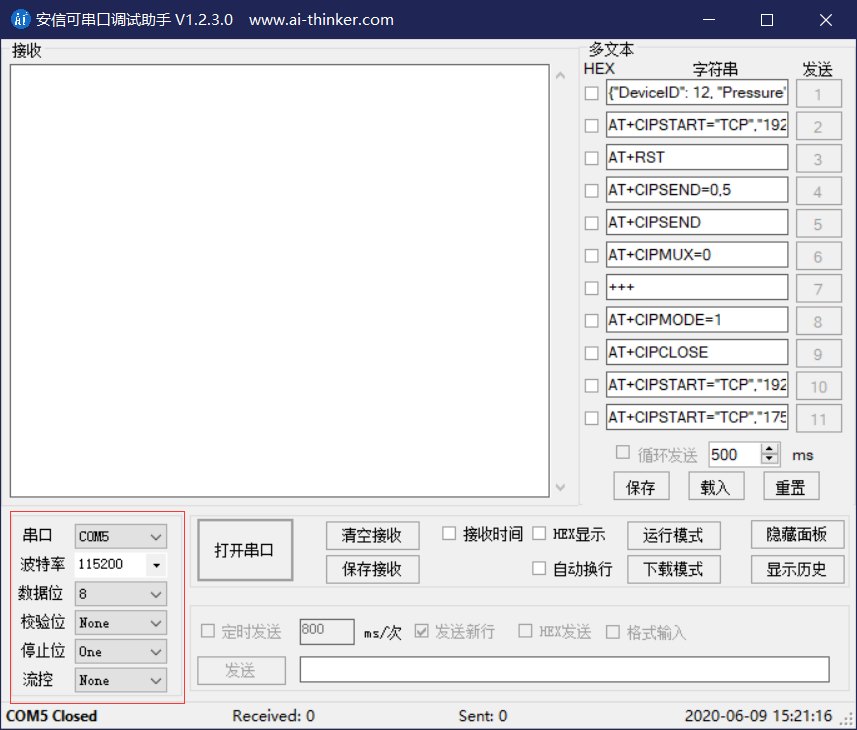 安信可串口调试助手 V1.2.3.0 www.ai-thinker.com
接收
多文本
HEX 字符串 发送
{"DeviceID": 12, "Pressure" 1
AT+CIPSTART="TCP","192 2
AT+RST 3
AT+CIPSEND=0,5 4
AT+CIPSEND 5
AT+CIPMUX=0 6
+++ 7
AT+CIPMODE=1 8
AT+CIPCLOSE 9
AT+CIPSTART="TCP","192 10
AT+CIPSTART="TCP","175 11
循环发送 500 ms
保存 载入 重置
串口 COM5
波特率 115200
数据位 8
校验位 None
停止位 One
流控 None
打开串口
清空接收 接收时间 HEX显示 运行模式 隐藏面板
保存接收 自动换行 下载模式 显示历史
定时发送 800 ms/次 发送新行 HEX发送 格式输入
发送
COM5 Closed Received: 0 Sent: 0 2020-06-09 15:21:16